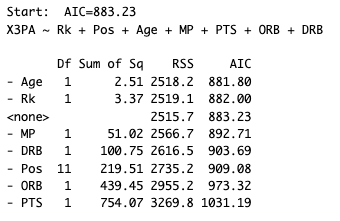 Start:  AIC=883.23
X3PA ~ Rk + Pos + Age + MP + PTS + ORB + DRB

       Df Sum of Sq    RSS     AIC
- Age   1      2.51 2518.2  881.80
- Rk    1      3.37 2519.1  882.00
<none>              2515.7  883.23
- MP    1     51.02 2566.7  892.71
- DRB   1    100.75 2616.5  903.69
- Pos  11    219.51 2735.2  909.08
- ORB   1    439.45 2955.2  973.32
- PTS   1    754.07 3269.8 1031.19